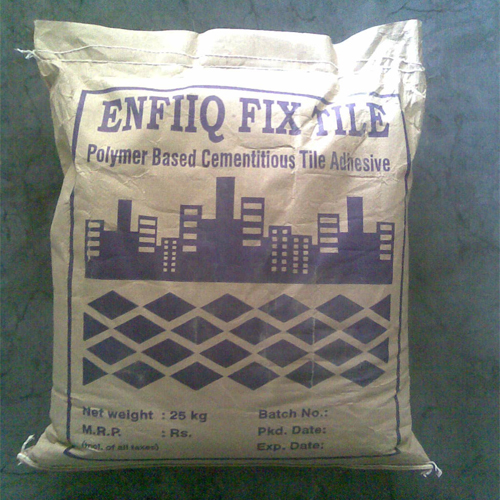 ENFIIQ FIX TILE
Polymer Based Cementitious Tile Adhesive
Net weight : 25 kg
M.R.P. : Rs.
(incl. of all taxes)
Batch No.:
Pkd. Date:
Exp. Date: